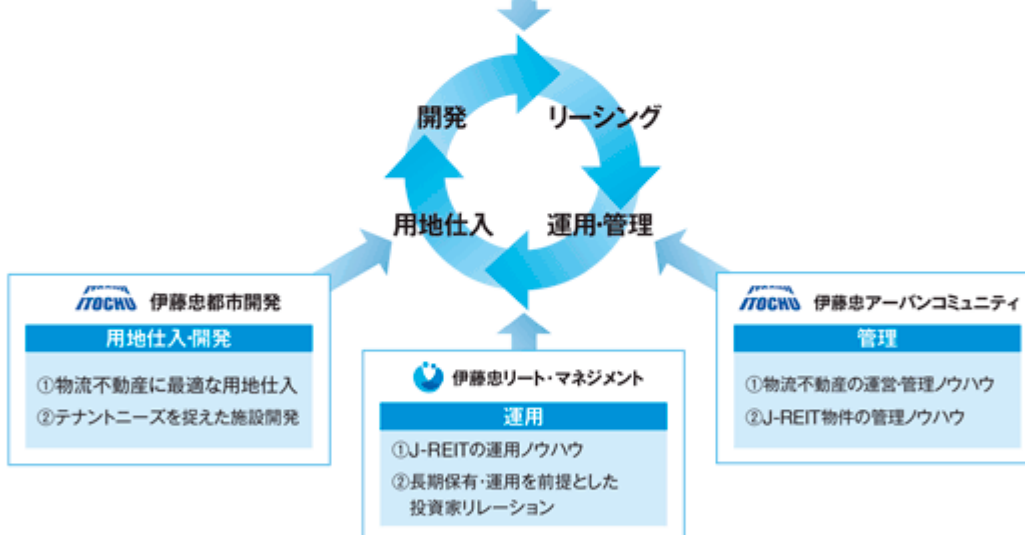 開発
リーシング
用地仕入
運用・管理
ITOCHU 伊藤忠都市開発
用地仕入・開発
①物流不動産に最適な用地仕入
②テナントニーズを捉えた施設開発
伊藤忠リート・マネジメント
運用
①J-REITの運用ノウハウ
②長期保有・運用を前提とした
投資家リレーション
ITOCHU 伊藤忠アーバンコミュニティ
管理
①物流不動産の運営・管理ノウハウ
②J-REIT物件の管理ノウハウ